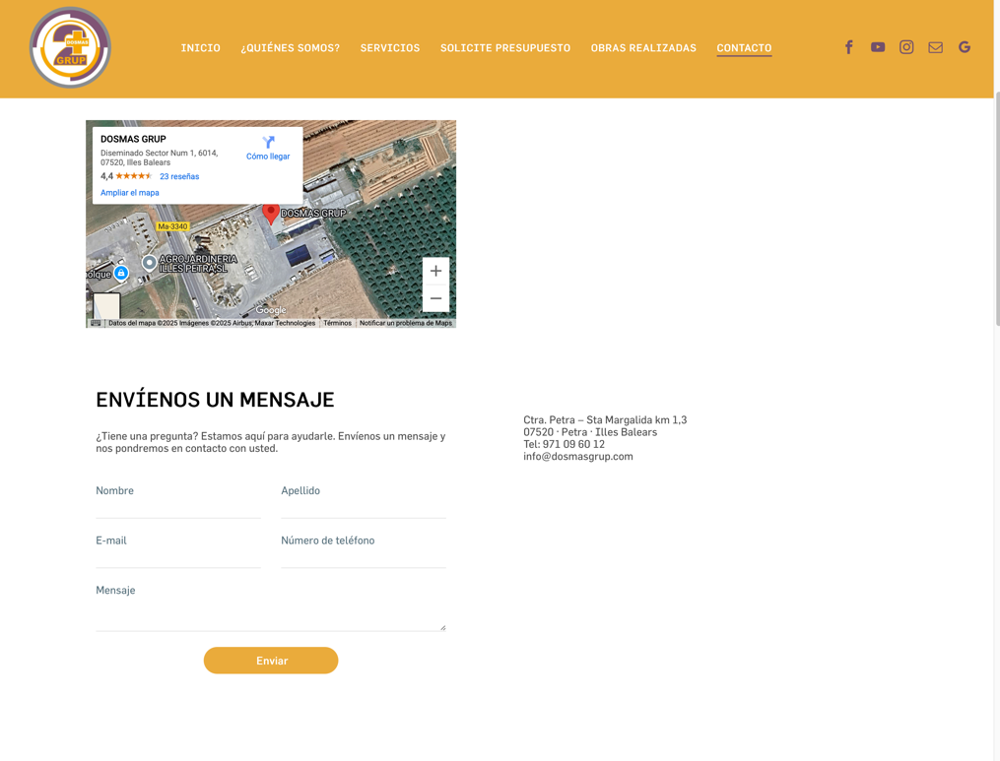 DOSMAS
GRUP
INICIO
¿QUIÉNES SOMOS?
SERVICIOS
SOLICITE PRESUPUESTO
OBRAS REALIZADAS
CONTACTO
DOSMAS GRUP
Diseminado Sector Num 1, 6014,
07520, Illes Balears
Cómo llegar
4,4
23 reseñas
Ampliar el mapa
DOSMAS GRUP
Ma-3340
AGROJARDINERIA
ILLES PETRA,SL
olque
Google
Datos del mapa ©2025 Imágenes ©2025 Airbus, Maxar Technologies
Términos
Notificar un problema de Maps
ENVÍENOS UN MENSAJE
¿Tiene una pregunta? Estamos aquí para ayudarle. Envíenos un mensaje y
nos pondremos en contacto con usted.
Nombre
Apellido
E-mail
Número de teléfono
Mensaje
Enviar
Ctra. Petra – Sta Margalida km 1,3
07520 · Petra · Illes Balears
Tel: 971 09 60 12
info@dosmasgrup.com